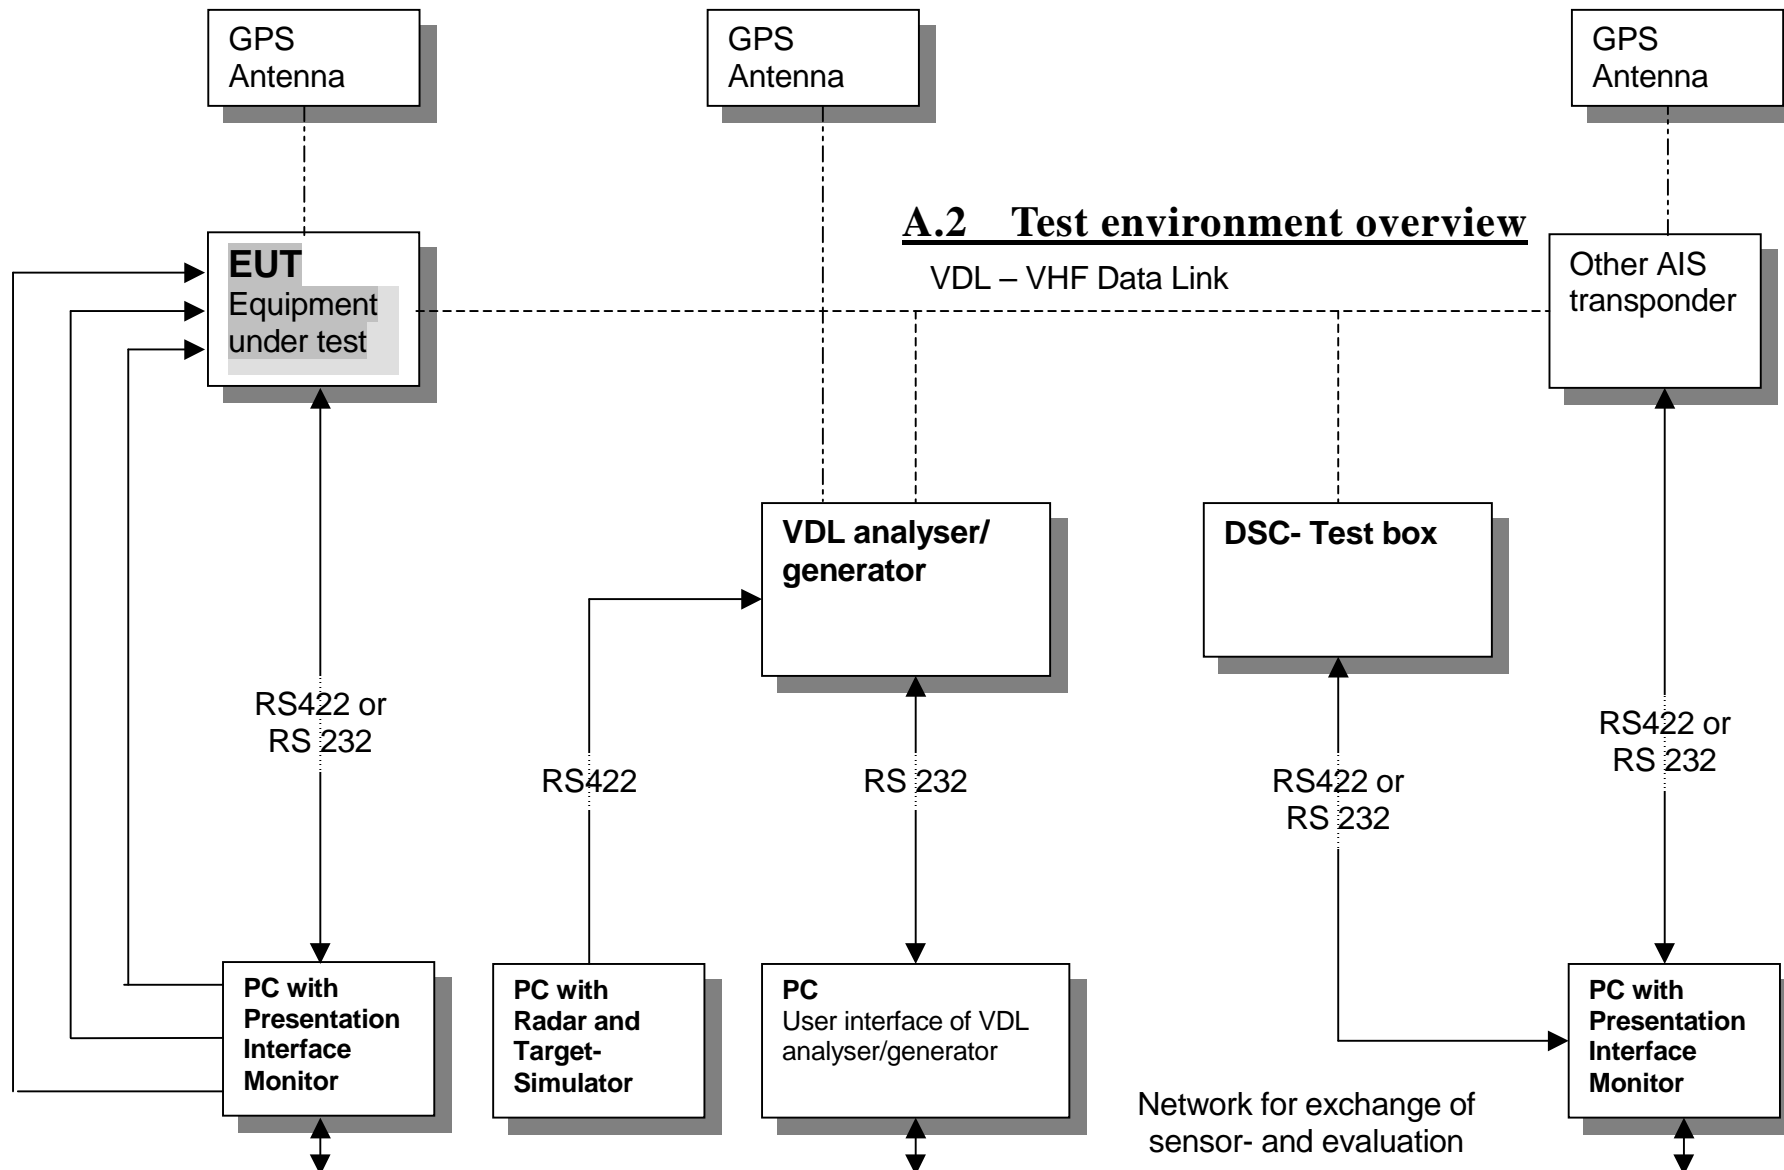 GPS
Antenna
GPS
Antenna
GPS
Antenna
A.2 Test environment overview
VDL – VHF Data Link
EUT
Equipment
under test
Other AIS
transponder
VDL analyser/
generator
DSC- Test box
RS422 or
RS 232
RS422
RS 232
RS422 or
RS 232
RS422 or
RS 232
PC with
Presentation
Interface
Monitor
PC with
Radar and
Target-
Simulator
PC
User interface of VDL
analyser/generator
PC with
Presentation
Interface
Monitor
Network for exchange of
sensor- and evaluation